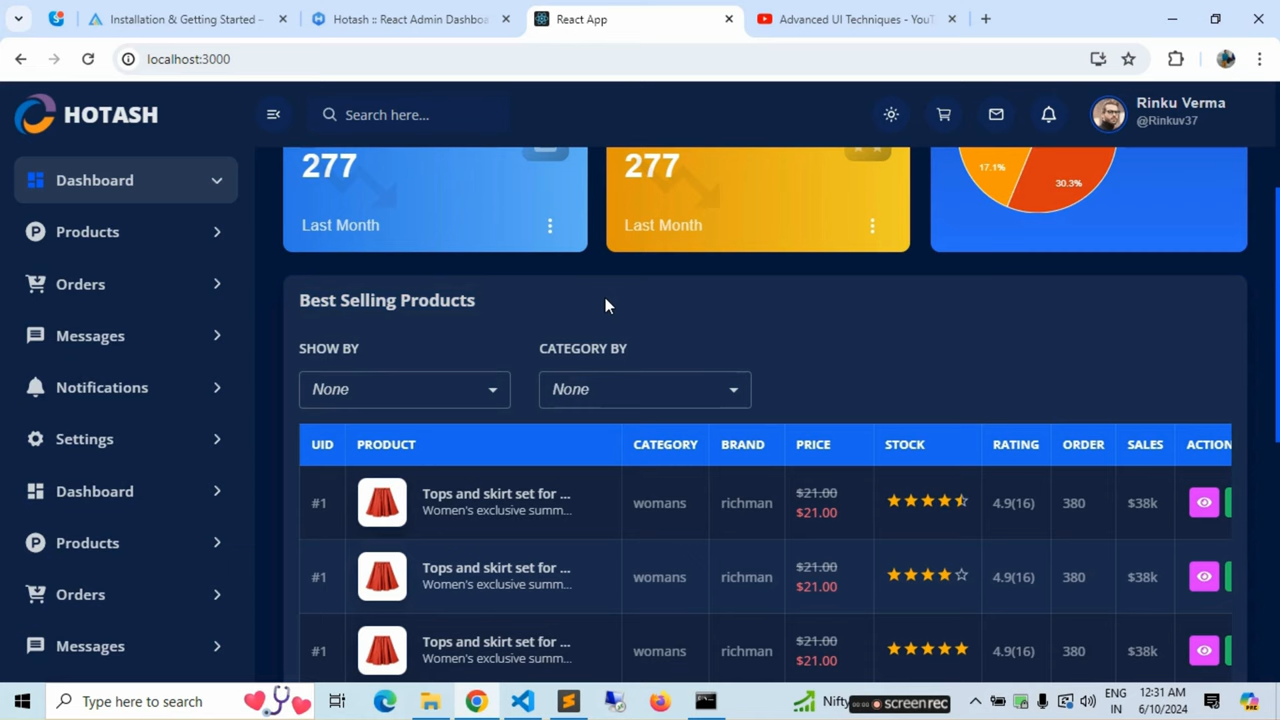 Installation & Getting Started –
Hotash :: React Admin Dashboa
React App
Advanced UI Techniques - YouT
localhost:3000
HOTASH
Search here...
Rinku Verma
@Rinkuv37
Dashboard
Products
Orders
Messages
Notifications
Settings
Dashboard
Products
Orders
Messages
277
Last Month
277
Last Month
17.1%
30.3%
Best Selling Products
SHOW BY
CATEGORY BY
None
None
UID PRODUCT CATEGORY BRAND PRICE STOCK RATING ORDER SALES ACTION
#1 Tops and skirt set for ... womans richman $21.00 4.9(16) 380 $38k
Women's exclusive summ... $21.00
#1 Tops and skirt set for ... womans richman $21.00 4.9(16) 380 $38k
Women's exclusive summ... $21.00
#1 Tops and skirt set for ... womans richman $21.00 4.9(16) 380 $38k
Women's exclusive summ... $21.00
Type here to search
Nifty
screen rec
ENG
IN
12:31 AM
6/10/2024
PRE